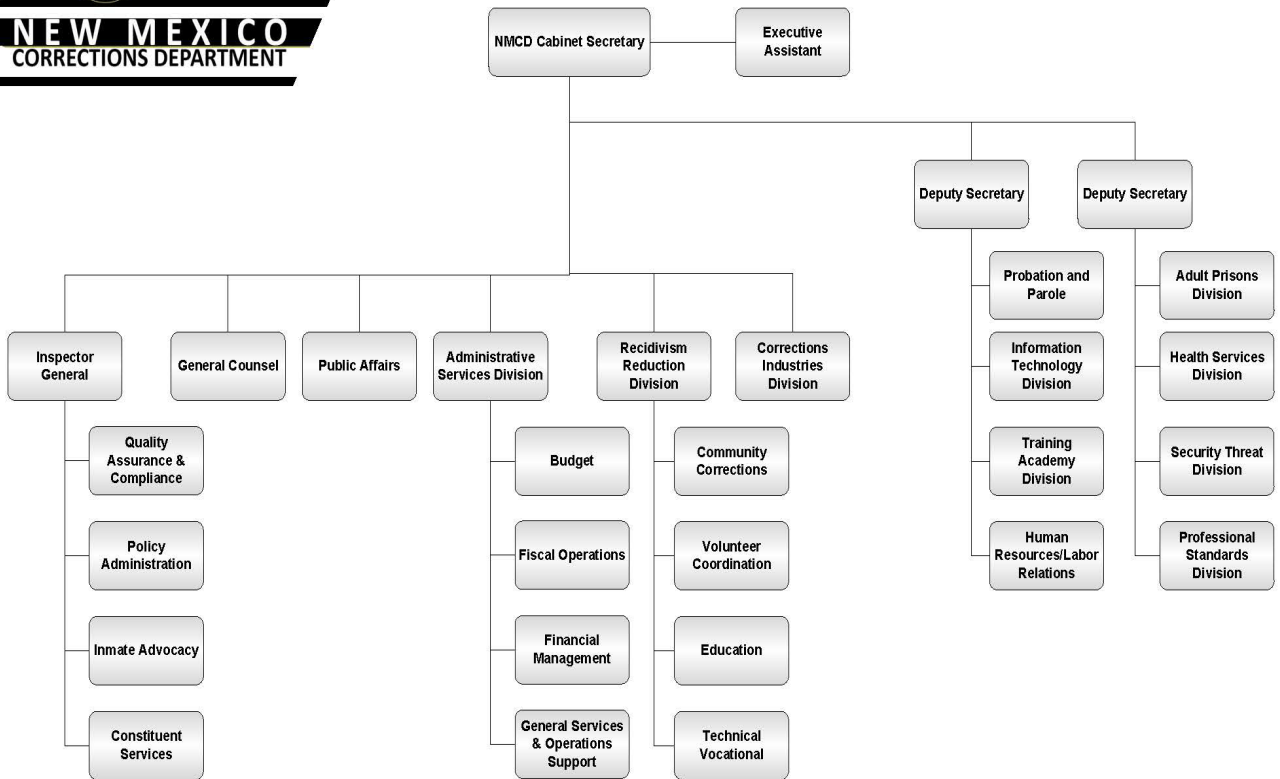 NEW MEXICO
CORRECTIONS DEPARTMENT
NMCD Cabinet Secretary
Executive
Assistant
Deputy Secretary
Deputy Secretary
Probation and
Parole
Information
Technology
Division
Training
Academy
Division
Human
Resources/Labor
Relations
Adult Prisons
Division
Health Services
Division
Security Threat
Division
Professional
Standards
Division
Inspector
General
General Counsel
Public Affairs
Administrative
Services Division
Recidivism
Reduction
Division
Corrections
Industries
Division
Quality
Assurance &
Compliance
Policy
Administration
Inmate Advocacy
Constituent
Services
Budget
Fiscal Operations
Financial
Management
General Services
& Operations
Support
Community
Corrections
Volunteer
Coordination
Education
Technical
Vocational